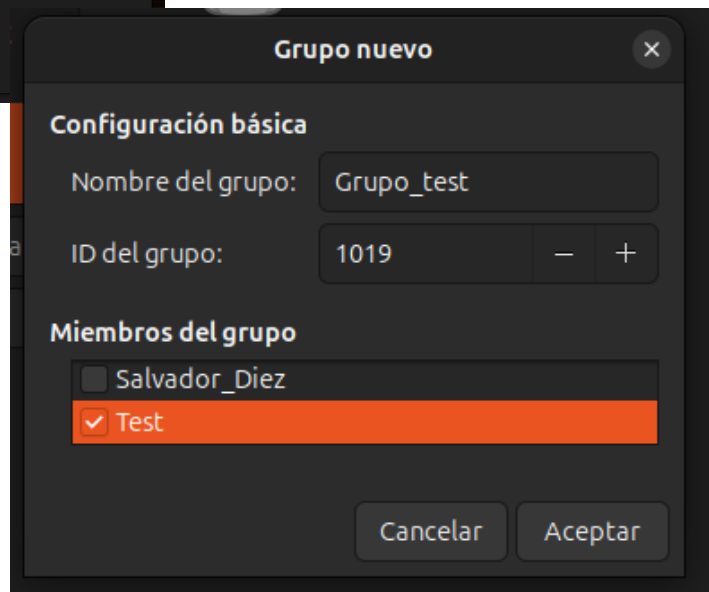 Grupo nuevo
Configuración básica
Nombre del grupo: Grupo_test
ID del grupo: 1019 − +
Miembros del grupo
Salvador_Diez
Test
Cancelar Aceptar